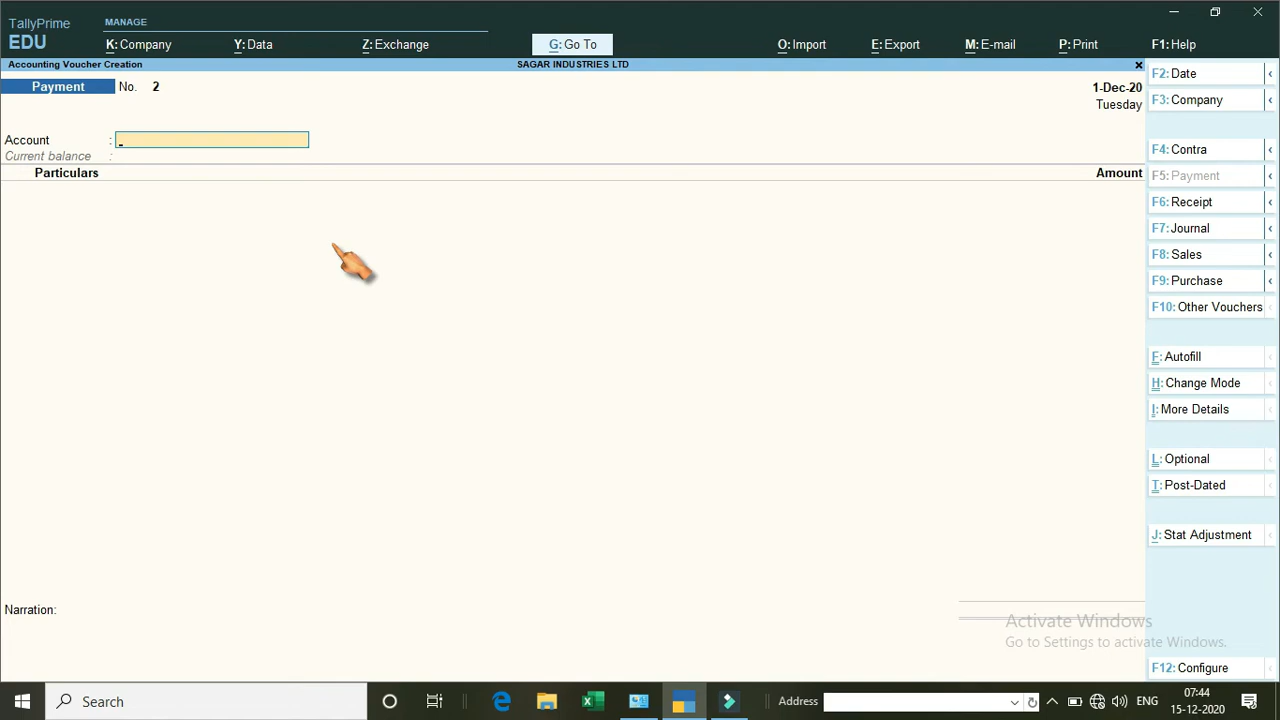 TallyPrime
EDU
MANAGE
K: Company
Y: Data
Z: Exchange
G: Go To
O: Import
E: Export
M: E-mail
P: Print
F1: Help
Accounting Voucher Creation
SAGAR INDUSTRIES LTD
Payment No. 2
1-Dec-20
Tuesday
Account :
Current balance :
Particulars
Amount
F2: Date
F3: Company
F4: Contra
F5: Payment
F6: Receipt
F7: Journal
F8: Sales
F9: Purchase
F10: Other Vouchers
F: Autofill
H: Change Mode
I: More Details
L: Optional
T: Post-Dated
J: Stat Adjustment
Narration:
Activate Windows
Go to Settings to activate Windows.
F12: Configure
Search
Address
ENG
07:44
15-12-2020